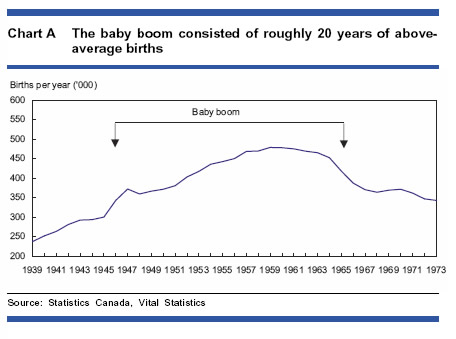 Chart A The baby boom consisted of roughly 20 years of above-
average births
Births per year ('000)
600
550
500
450
400
350
300
250
200
Baby boom
1939 1941 1943 1945 1947 1949 1951 1953 1955 1957 1959 1961 1963 1965 1967 1969 1971 1973
Source: Statistics Canada, Vital Statistics